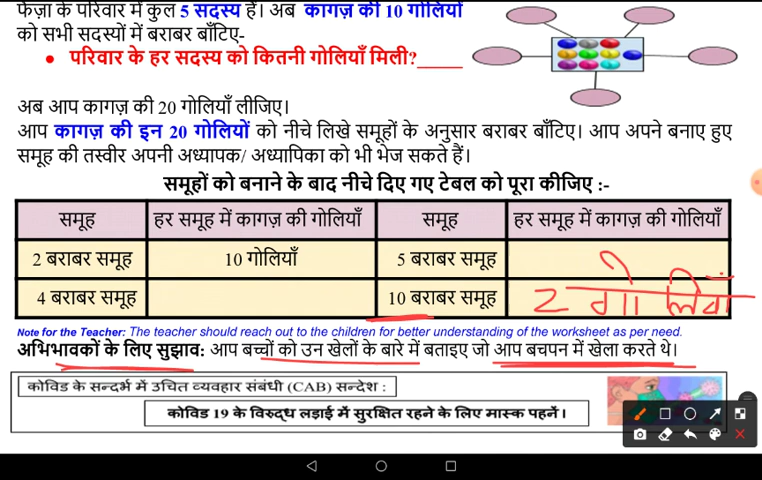 फेज़ा के परिवार में कुल 5 सदस्य हैं। अब कागज़ की 10 गोलियों
को सभी सदस्यों में बराबर बाँटिए-
• परिवार के हर सदस्य को कितनी गोलियाँ मिली?_____
अब आप कागज़ की 20 गोलियाँ लीजिए।
आप कागज़ की इन 20 गोलियों को नीचे लिखे समूहों के अनुसार बराबर बाँटिए। आप अपने बनाए हुए
समूह की तस्वीर अपनी अध्यापक/ अध्यापिका को भी भेज सकते हैं।
समूहों को बनाने के बाद नीचे दिए गए टेबल को पूरा कीजिए :-
समूह हर समूह में कागज़ की गोलियाँ समूह हर समूह में कागज़ की गोलियाँ
2 बराबर समूह 10 गोलियाँ 5 बराबर समूह
4 बराबर समूह 10 बराबर समूह 2 गोलियाँ
Note for the Teacher: The teacher should reach out to the children for better understanding of the worksheet as per need.
अभिभावकों के लिए सुझाव: आप बच्चों को उन खेलों के बारे में बताइए जो आप बचपन में खेला करते थे।
कोविड के सन्दर्भ में उचित व्यवहार संबंधी (CAB) सन्देश :
कोविड 19 के विरुद्ध लड़ाई में सुरक्षित रहने के लिए मास्क पहनें।